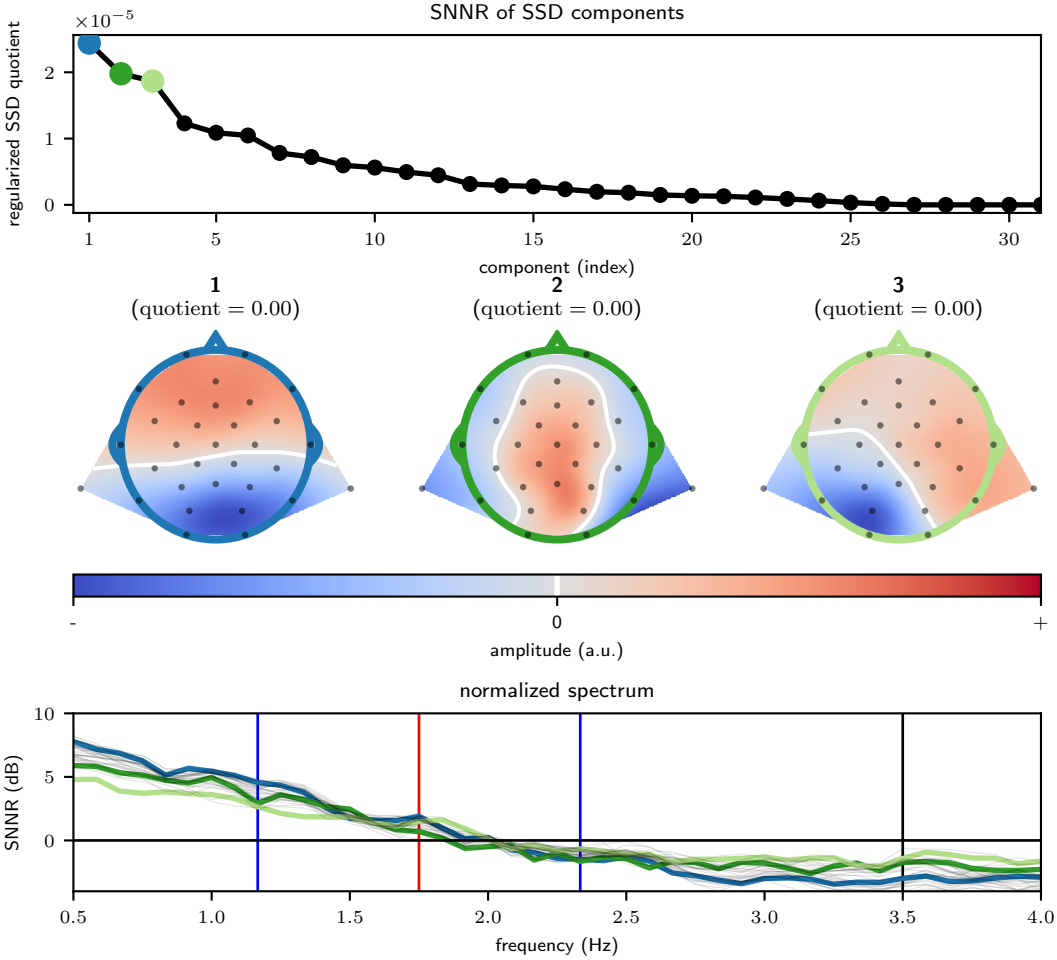 SNNR of SSD components
×10⁻⁵
regularized SSD quotient
2
1
0
1 5 10 15 20 25 30
component (index)
1 2 3
(quotient = 0.00) (quotient = 0.00) (quotient = 0.00)
- 0 +
amplitude (a.u.)
normalized spectrum
SNNR (dB)
10
5
0
0.5 1.0 1.5 2.0 2.5 3.0 3.5 4.0
frequency (Hz)